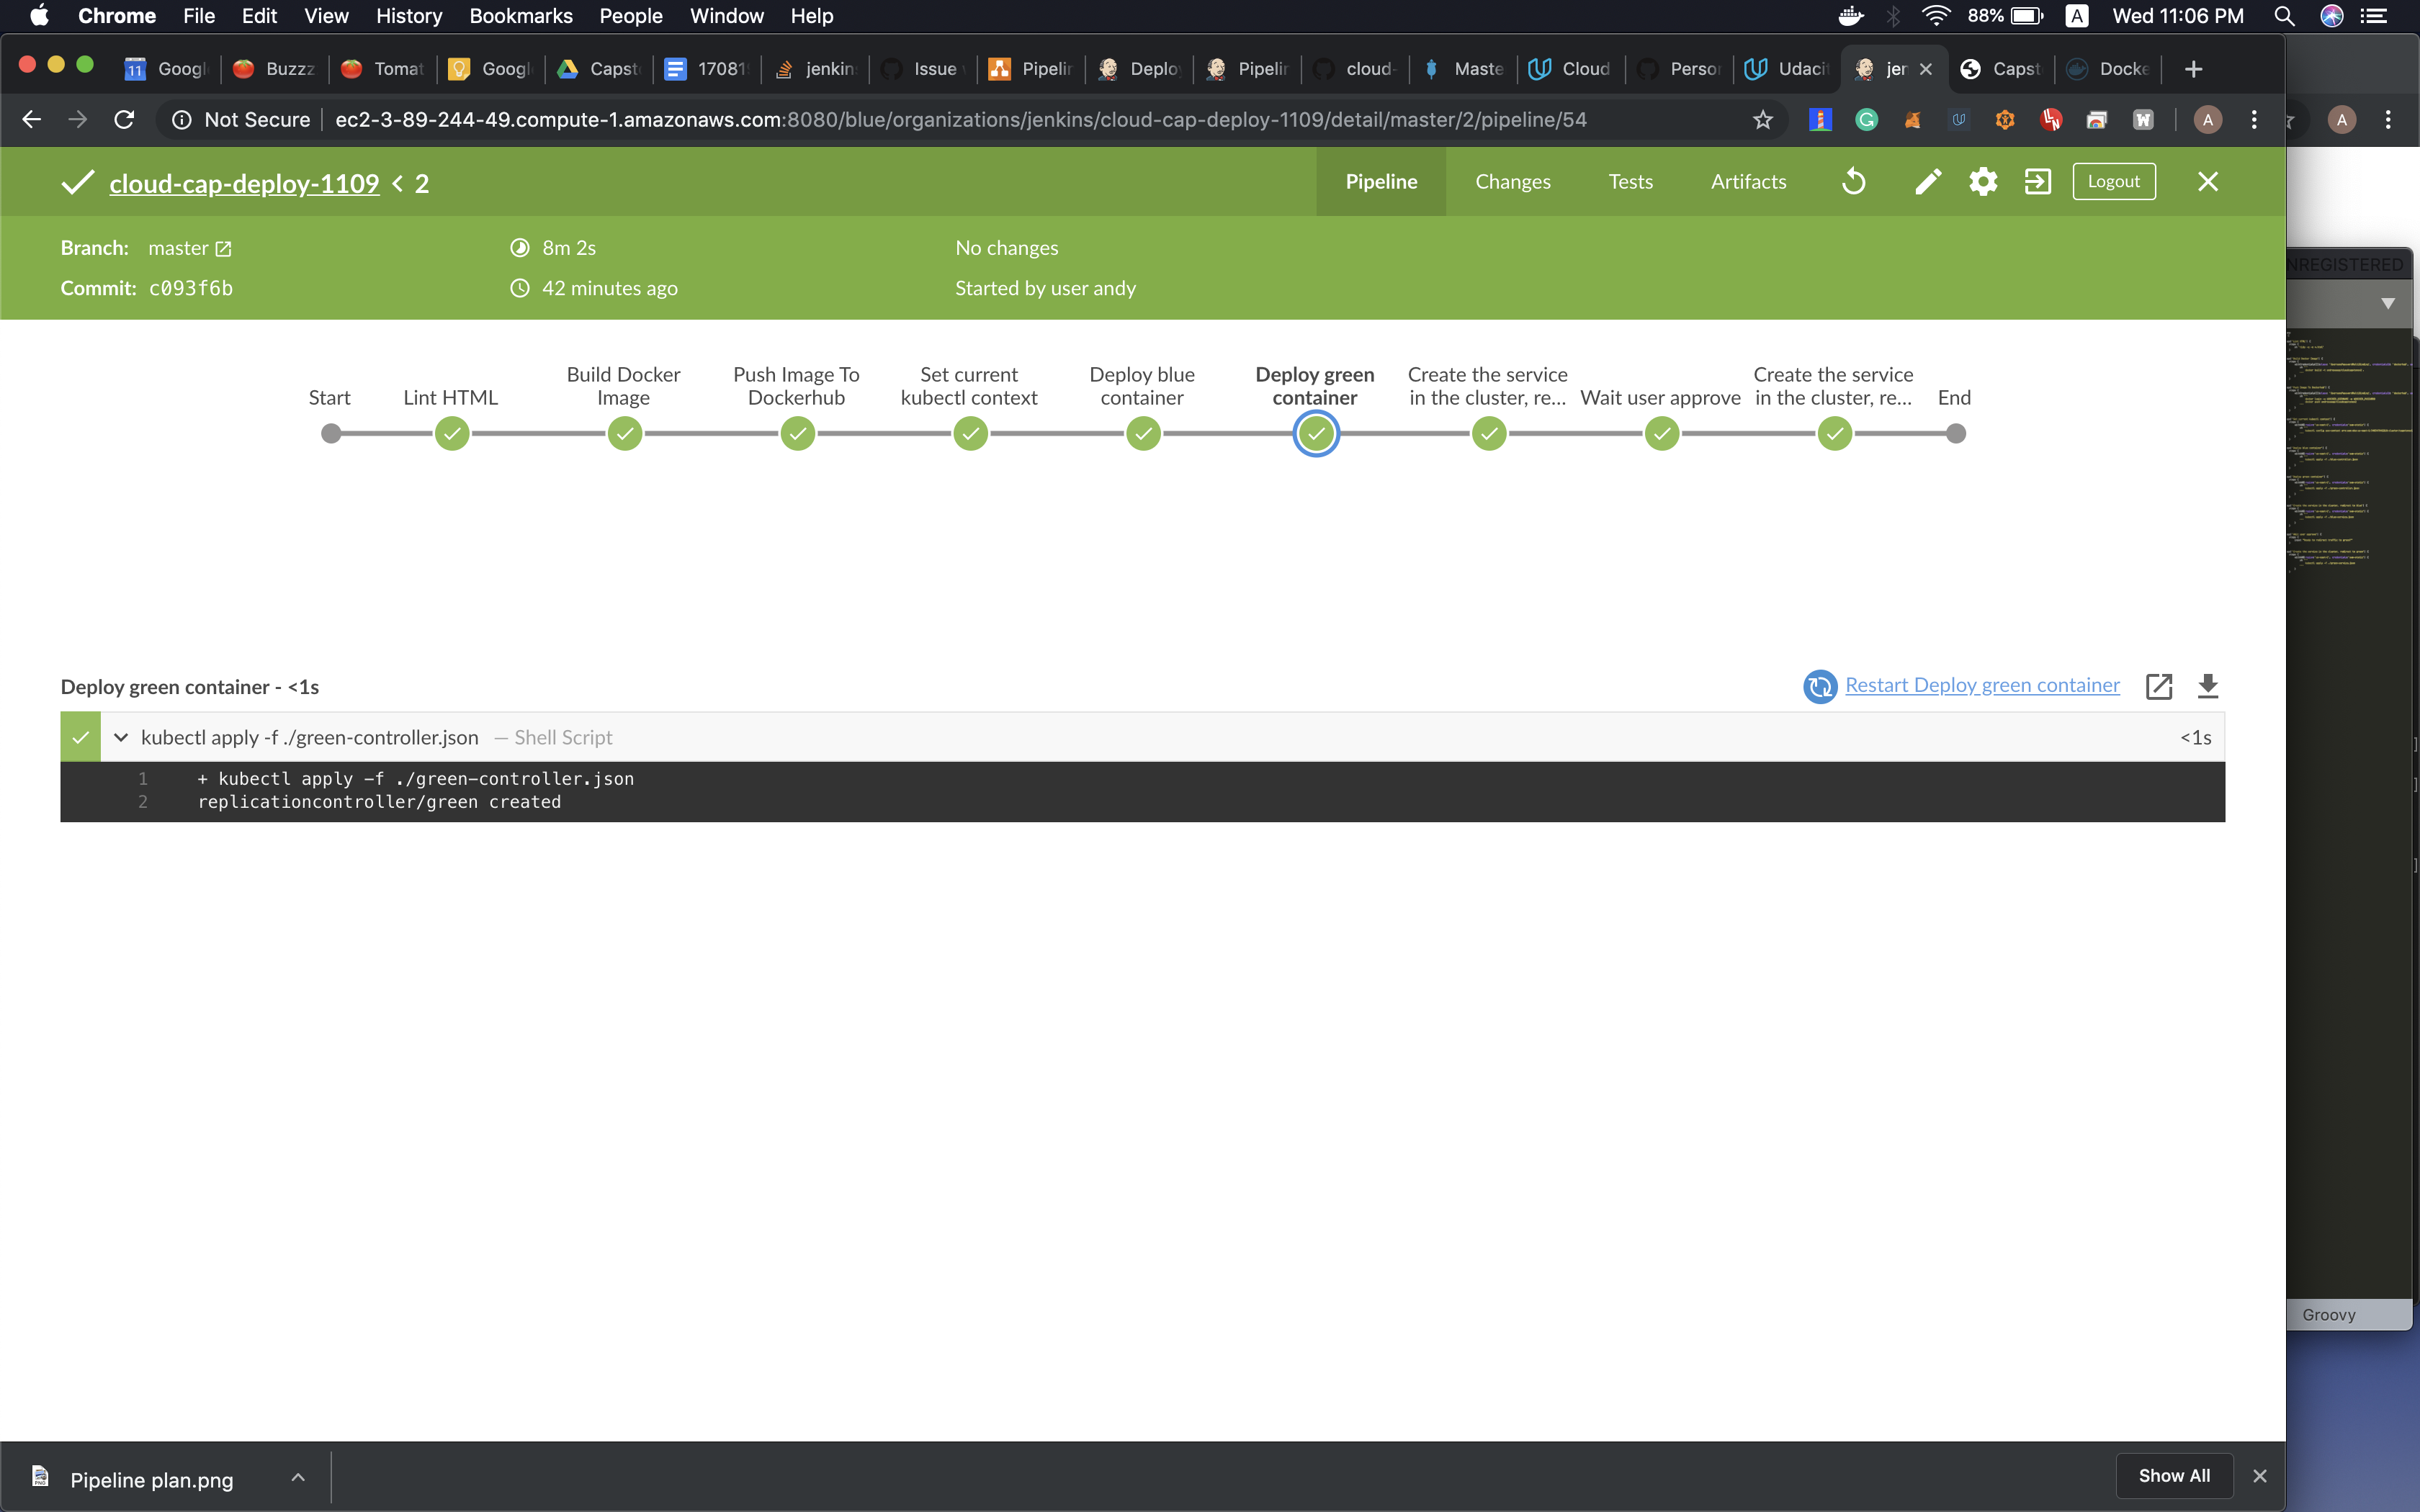 Chrome File Edit View History Bookmarks People Window Help 88% A Wed 11:06 PM
11 Googl Buzzz Tomat Googl Capst 17081 jenkin Issue Pipelin Deploy Pipelin cloud- Maste Cloud Person Udacit jer Capst Docke
Not Secure ec2-3-89-244-49.compute-1.amazonaws.com:8080/blue/organizations/jenkins/cloud-cap-deploy-1109/detail/master/2/pipeline/54
cloud-cap-deploy-1109 < 2 Pipeline Changes Tests Artifacts Logout
Branch: master 8m 2s No changes
Commit: c093f6b 42 minutes ago Started by user andy
NREGISTERED
Start
Lint HTML
Build Docker
Image
Push Image To
Dockerhub
Set current
kubectl context
Deploy blue
container
Deploy green
container
Create the service
in the cluster, re...
Wait user approve
Create the service
in the cluster, re...
End
Deploy green container - <1s Restart Deploy green container
kubectl apply -f ./green-controller.json — Shell Script <1s
1 + kubectl apply -f ./green-controller.json
2 replicationcontroller/green created
Groovy
Pipeline plan.png Show All